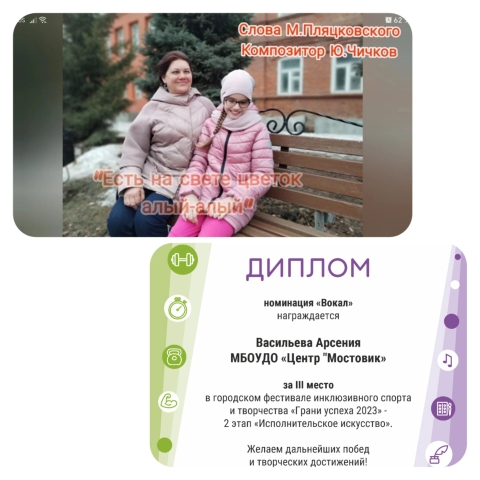 Слова М.Пляцковского
Композитор Ю.Чичков
"Есть на свете цветок
алый-алый"
ДИПЛОМ
номинация «Вокал»
награждается
Васильева Арсения
МБОУДО «Центр "Мостовик»
за III место
в городском фестивале инклюзивного спорта
и творчества «Грани успеха 2023» -
2 этап «Исполнительское искусство».
Желаем дальнейших побед
и творческих достижений!